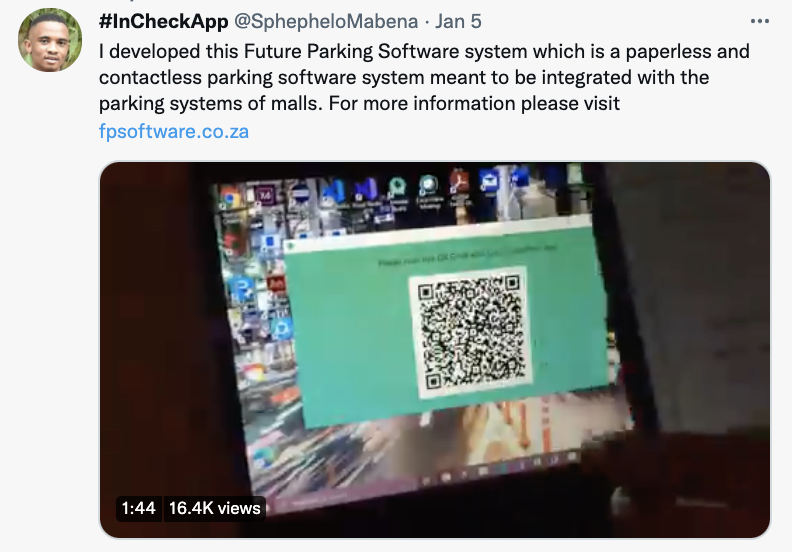 #InCheckApp @SphepheloMabena · Jan 5
I developed this Future Parking Software system which is a paperless and
contactless parking software system meant to be integrated with the
parking systems of malls. For more information please visit
fpsoftware.co.za
1:44 16.4K views